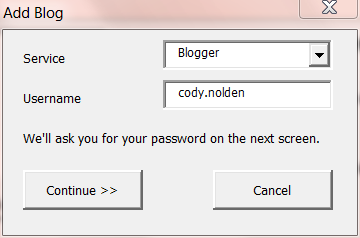 Add Blog
Service
Blogger
Username
cody.nolden
We'll ask you for your password on the next screen.
Continue >>
Cancel